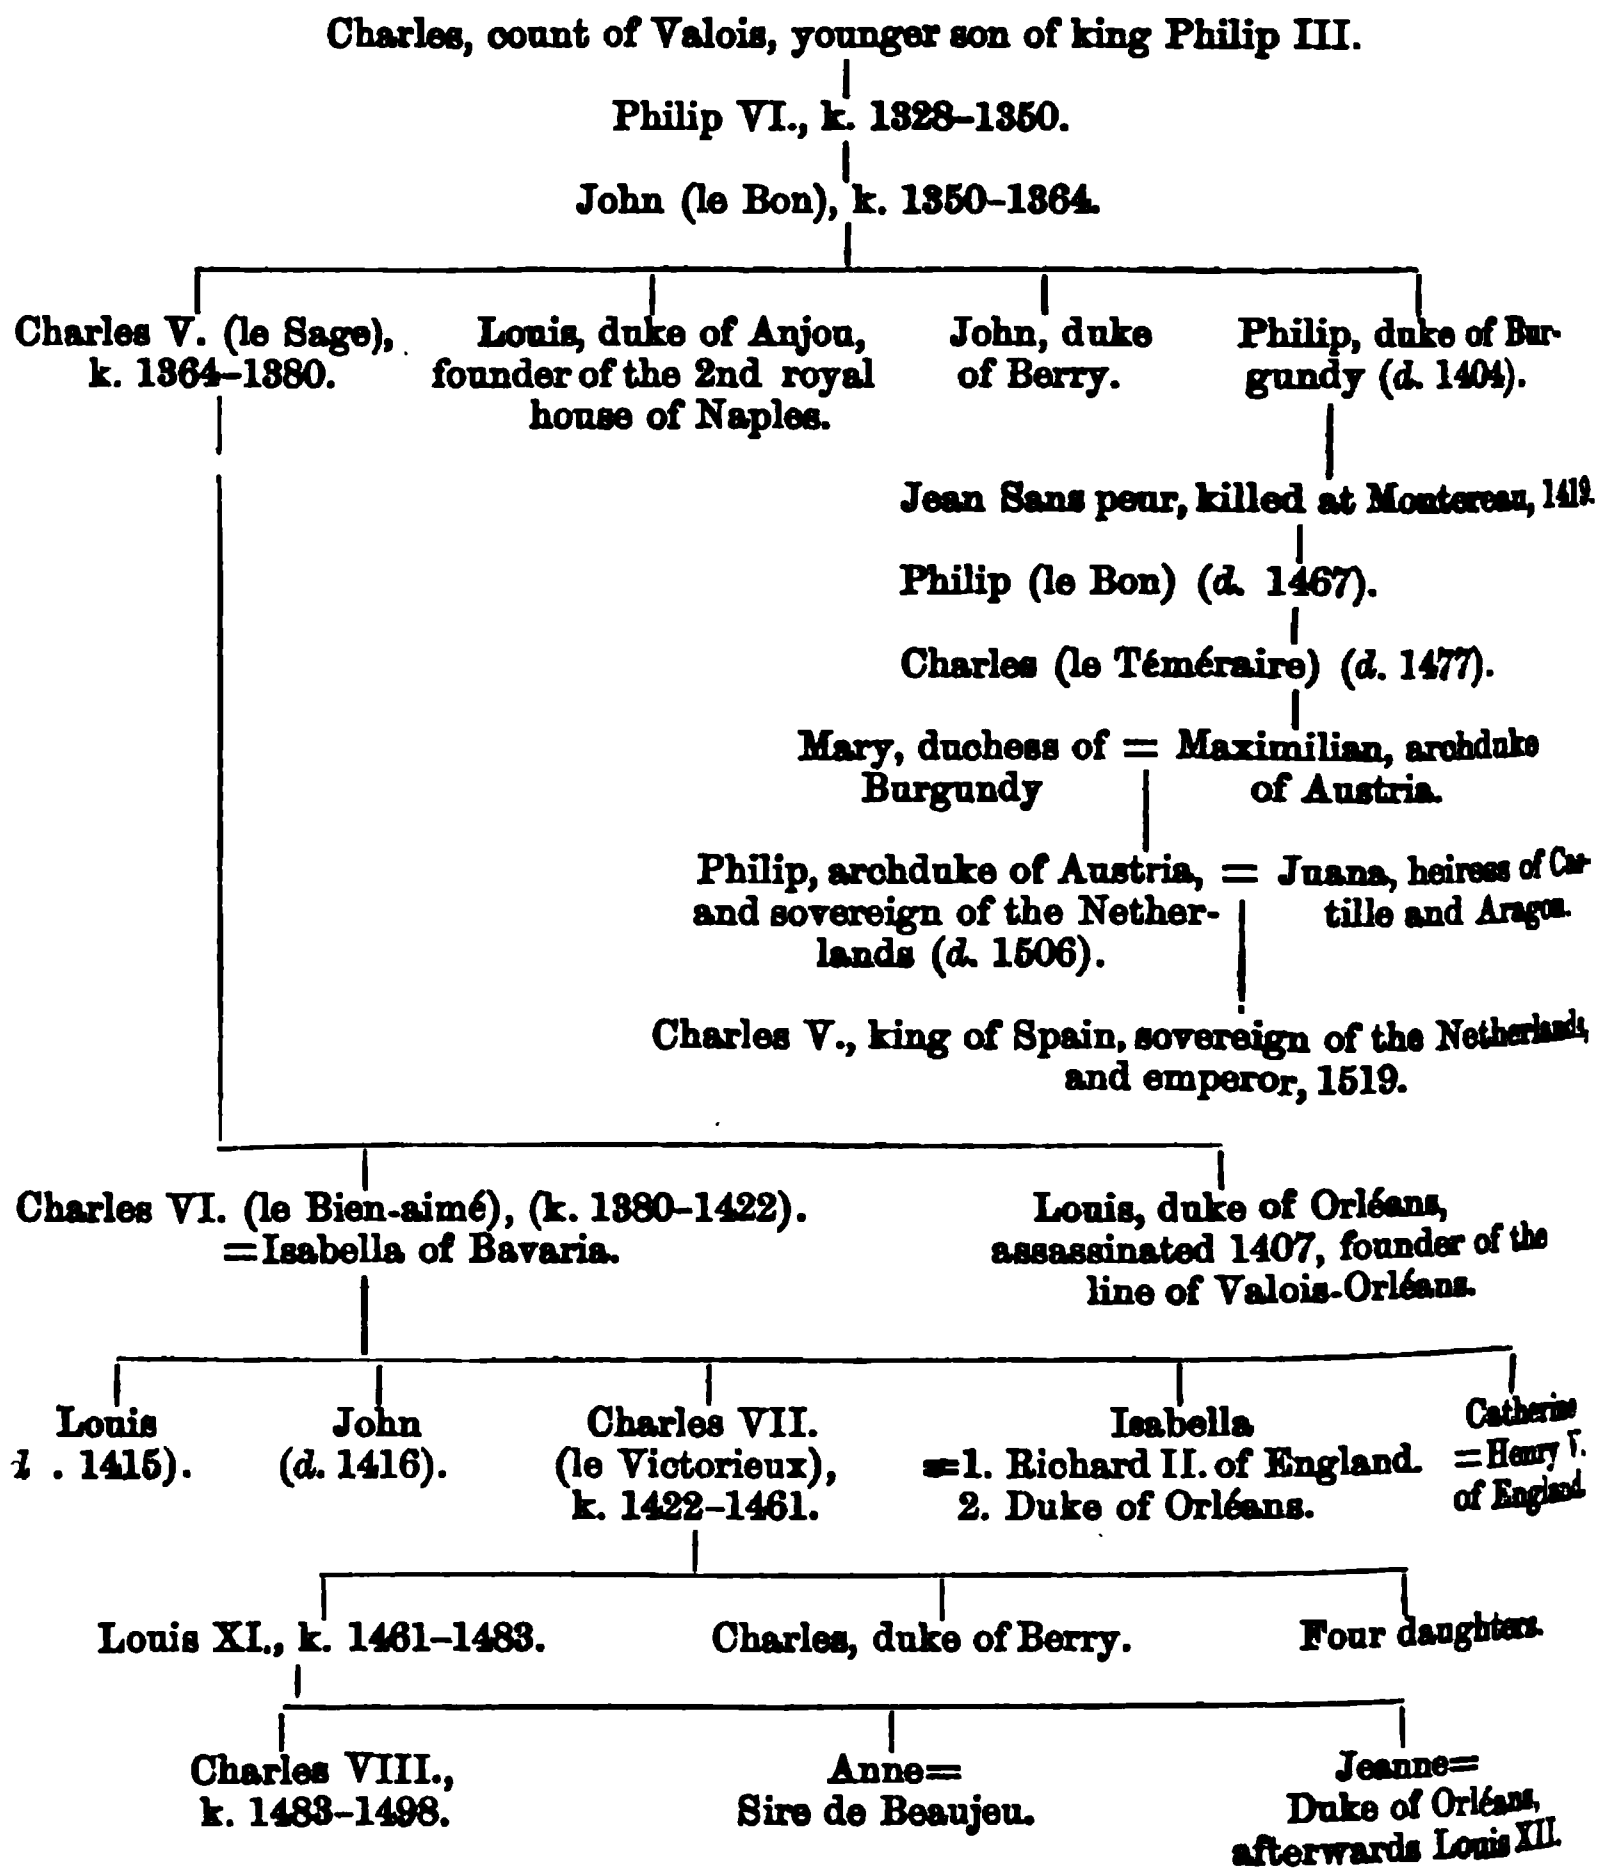 Charles, count of Valois, younger son of king Philip III.
Philip VI., k. 1328–1350.
John (le Bon), k. 1350–1364.
Charles V. (le Sage),
k. 1364–1380.
Louis, duke of Anjou,
founder of the 2nd royal
house of Naples.
John, duke
of Berry.
Philip, duke of Bur-
gundy (d. 1404).
Jean Sans peur, killed at Montereau, 1419.
Philip (le Bon) (d. 1467).
Charles (le Téméraire) (d. 1477).
Mary, duchess of = Maximilian, archduke
Burgundy of Austria.
Philip, archduke of Austria, = Juana, heiress of Cas-
and sovereign of the Nether- tille and Aragon.
lands (d. 1506).
Charles V., king of Spain, sovereign of the Netherlands,
and emperor, 1519.
Charles VI. (le Bien-aimé), (k. 1380–1422).
=Isabella of Bavaria.
Louis, duke of Orléans,
assassinated 1407, founder of the
line of Valois-Orléans.
Louis
. 1415).
John
(d. 1416).
Charles VII.
(le Victorieux),
k. 1422–1461.
Isabella
=1. Richard II. of England.
2. Duke of Orléans.
Catherine
=Henry V.
of England.
Louis XI., k. 1461–1483.
Charles, duke of Berry.
Four daughters.
Charles VIII.,
k. 1483–1498.
Anne=
Sire de Beaujeu.
Jeanne=
Duke of Orléans,
afterwards Louis XII.